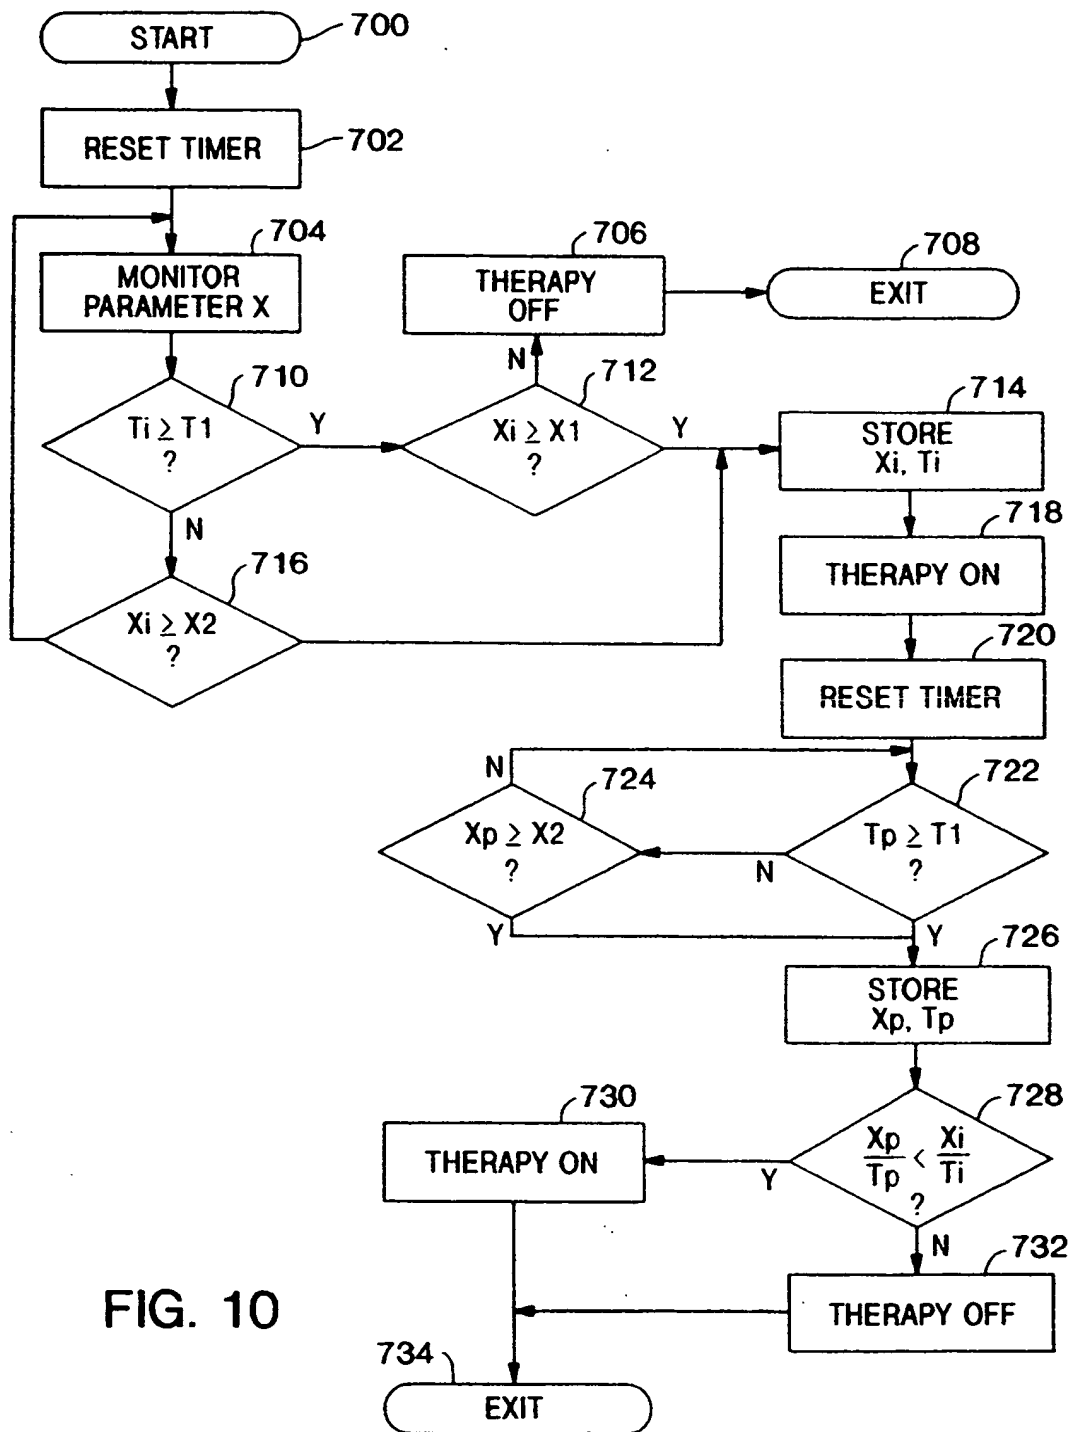 START
700
RESET TIMER
702
704
MONITOR
PARAMETER X
706
THERAPY
OFF
708
EXIT
710
Ti ≥ T1
?
Y
N
712
Xi ≥ X1
?
N
Y
714
STORE
Xi, Ti
716
Xi ≥ X2
?
718
THERAPY ON
720
RESET TIMER
722
Tp ≥ T1
?
N
Y
724
Xp ≥ X2
?
N
Y
726
STORE
Xp, Tp
728
Xp/Tp < Xi/Ti
?
Y
N
730
THERAPY ON
732
THERAPY OFF
734
EXIT
FIG. 10